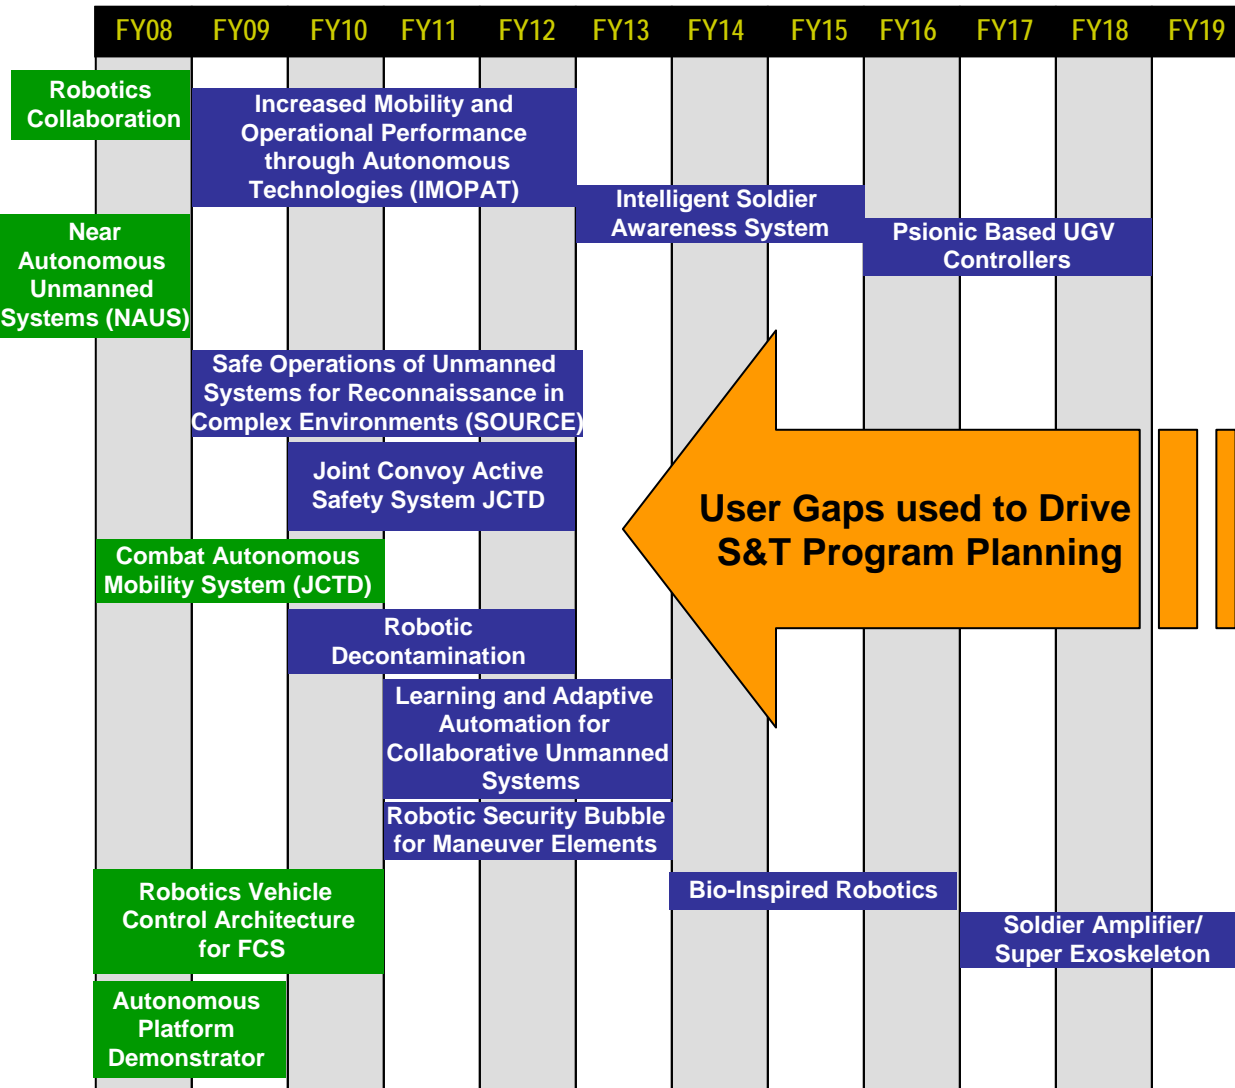 FY08 FY09 FY10 FY11 FY12 FY13 FY14 FY15 FY16 FY17 FY18 FY19
Robotics
Collaboration
Increased Mobility and
Operational Performance
through Autonomous
Technologies (IMOPAT)
Intelligent Soldier
Awareness System
Psionic Based UGV
Controllers
Near
Autonomous
Unmanned
Systems (NAUS)
Safe Operations of Unmanned
Systems for Reconnaissance in
Complex Environments (SOURCE)
Joint Convoy Active
Safety System JCTD
User Gaps used to Drive
S&T Program Planning
Combat Autonomous
Mobility System (JCTD)
Robotic
Decontamination
Learning and Adaptive
Automation for
Collaborative Unmanned
Systems
Robotic Security Bubble
for Maneuver Elements
Robotics Vehicle
Control Architecture
for FCS
Bio-Inspired Robotics
Soldier Amplifier/
Super Exoskeleton
Autonomous
Platform
Demonstrator